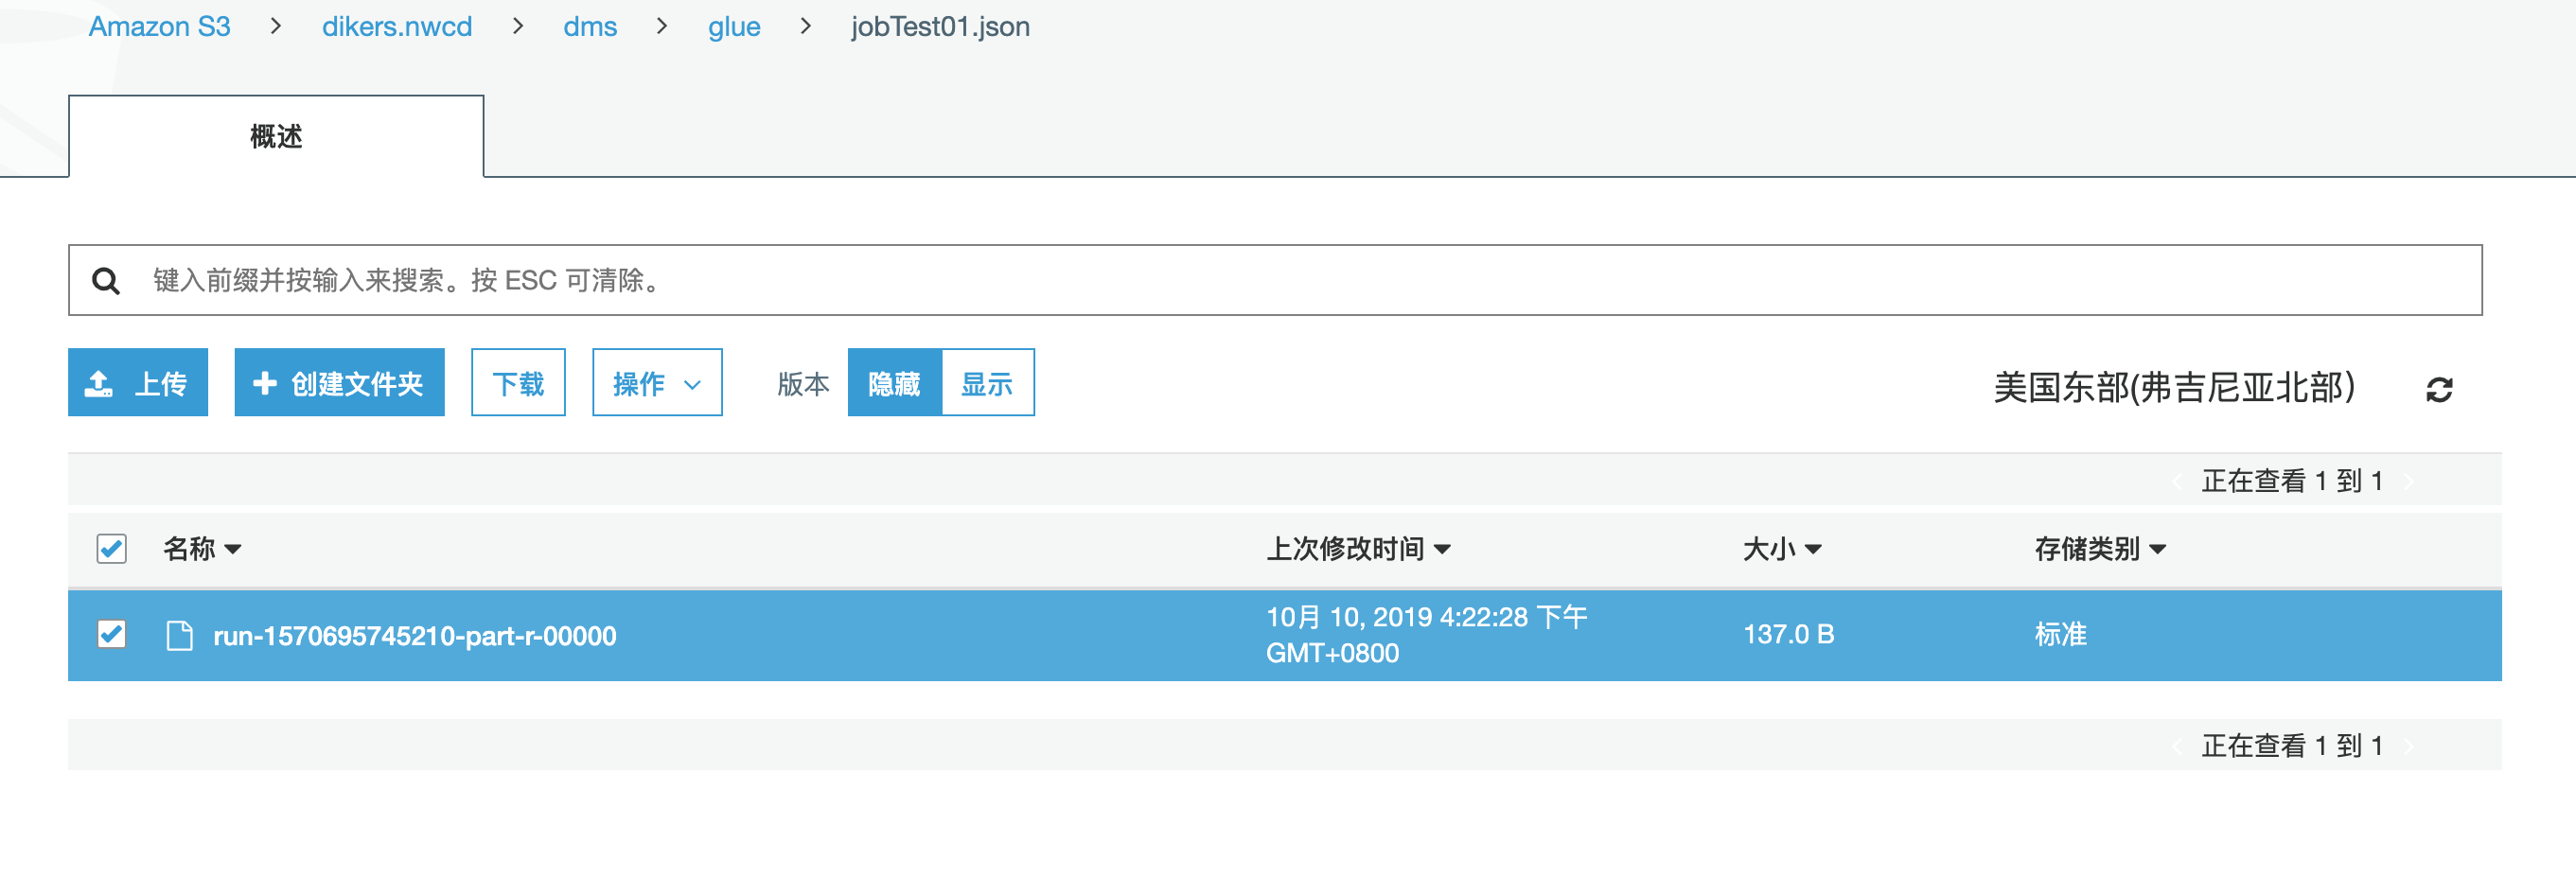 Amazon S3 > dikers.nwcd > dms > glue > jobTest01.json
概述
键入前缀并按输入来搜索。按 ESC 可清除。
上传 创建文件夹 下载 操作 版本 隐藏 显示 美国东部(弗吉尼亚北部)
正在查看 1 到 1
名称 上次修改时间 大小 存储类别
run-1570695745210-part-r-00000 10月 10, 2019 4:22:28 下午 GMT+0800 137.0 B 标准
正在查看 1 到 1